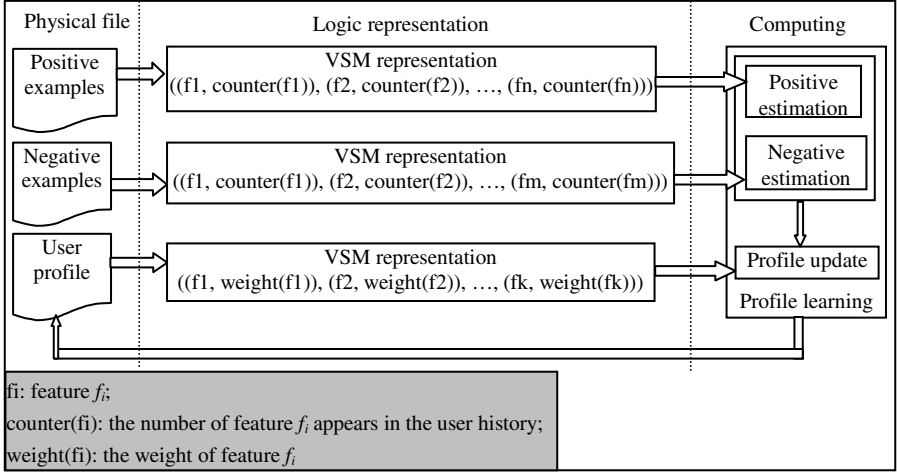 Physical file
Logic representation
Computing
Positive
examples
VSM representation
((f1, counter(f1)), (f2, counter(f2)), …, (fn, counter(fn)))
Positive
estimation
Negative
examples
VSM representation
((f1, counter(f1)), (f2, counter(f2)), …, (fm, counter(fm)))
Negative
estimation
User
profile
VSM representation
((f1, weight(f1)), (f2, weight(f2)), …, (fk, weight(fk)))
Profile update
Profile learning
fi: feature fi;
counter(fi): the number of feature fi appears in the user history;
weight(fi): the weight of feature fi